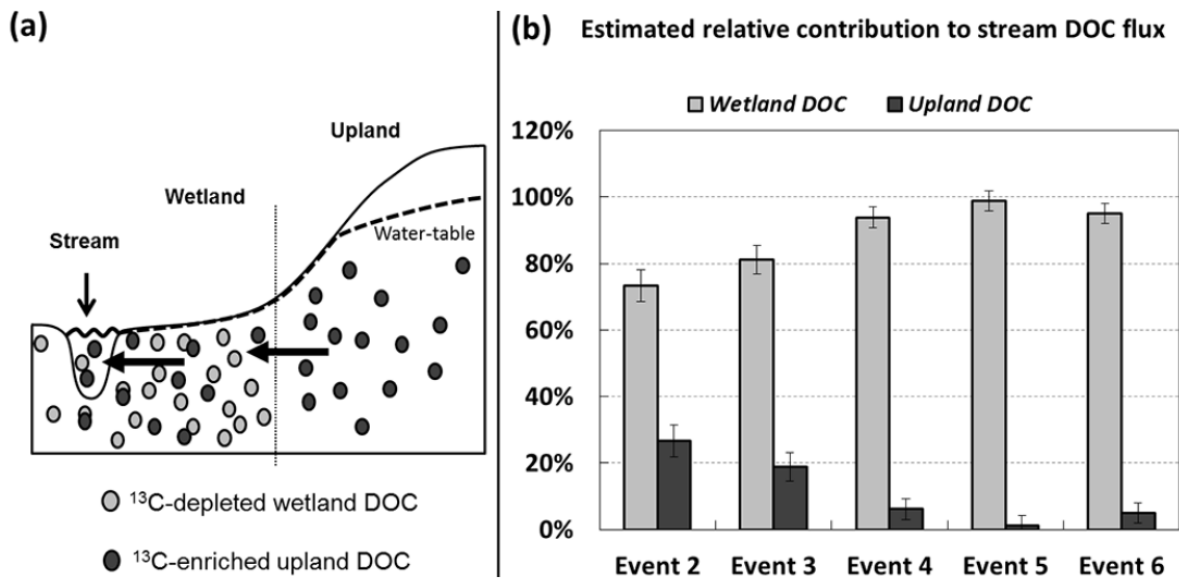 (a)
Upland
Wetland
Water-table
Stream
¹³C-depleted wetland DOC
¹³C-enriched upland DOC
(b) Estimated relative contribution to stream DOC flux
Wetland DOC Upland DOC
120%
100%
80%
60%
40%
20%
0%
Event 2 Event 3 Event 4 Event 5 Event 6